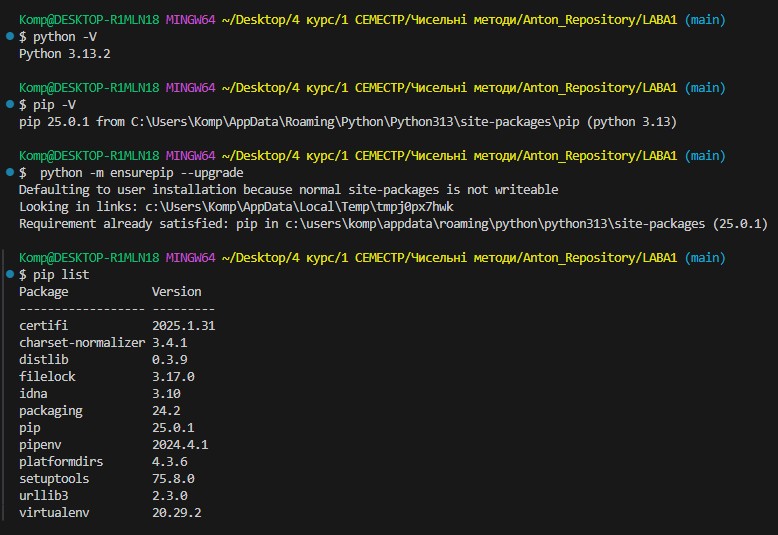 Komp@DESKTOP-R1MLN18 MINGW64 ~/Desktop/4 курс/1 СЕМЕСТР/Чисельні методи/Anton_Repository/LABA1 (main)
$ python -V
Python 3.13.2

Komp@DESKTOP-R1MLN18 MINGW64 ~/Desktop/4 курс/1 СЕМЕСТР/Чисельні методи/Anton_Repository/LABA1 (main)
$ pip -V
pip 25.0.1 from C:\Users\Komp\AppData\Roaming\Python\Python313\site-packages\pip (python 3.13)

Komp@DESKTOP-R1MLN18 MINGW64 ~/Desktop/4 курс/1 СЕМЕСТР/Чисельні методи/Anton_Repository/LABA1 (main)
$  python -m ensurepip --upgrade
Defaulting to user installation because normal site-packages is not writeable
Looking in links: c:\Users\Komp\AppData\Local\Temp\tmpj0px7hwk
Requirement already satisfied: pip in c:\users\komp\appdata\roaming\python\python313\site-packages (25.0.1)

Komp@DESKTOP-R1MLN18 MINGW64 ~/Desktop/4 курс/1 СЕМЕСТР/Чисельні методи/Anton_Repository/LABA1 (main)
$ pip list
Package            Version
------------------ ---------
certifi            2025.1.31
charset-normalizer 3.4.1
distlib            0.3.9
filelock           3.17.0
idna               3.10
packaging          24.2
pip                25.0.1
pipenv             2024.4.1
platformdirs       4.3.6
setuptools         75.8.0
urllib3            2.3.0
virtualenv         20.29.2